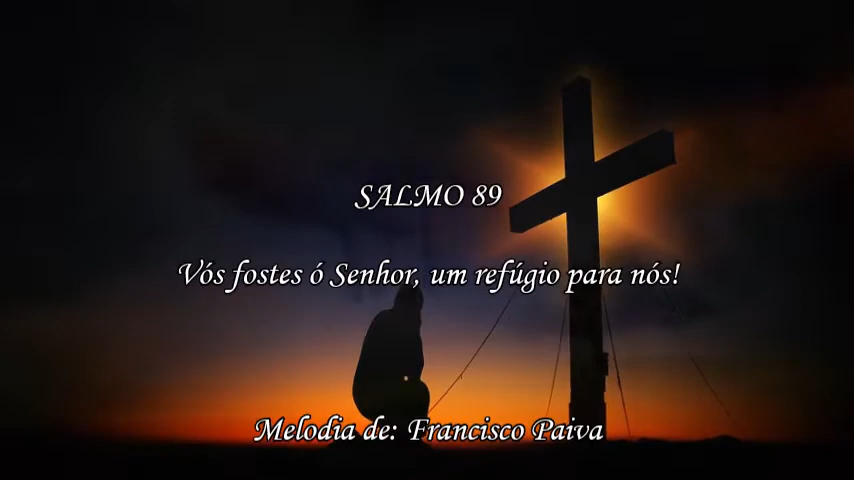 SALMO 89
Vós fostes ó Senhor, um refúgio para nós!
Melodia de: Francisco Paiva